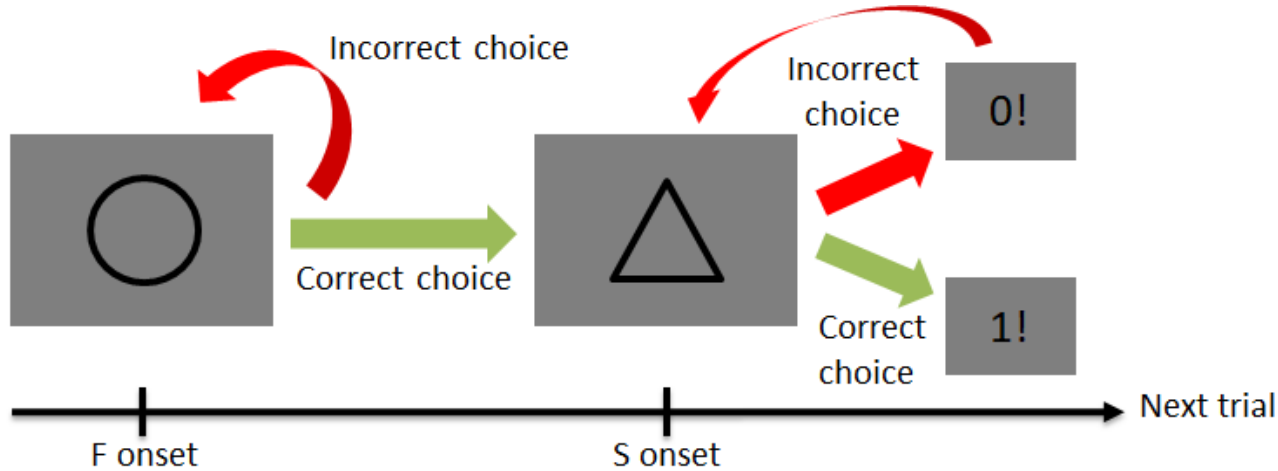 Incorrect choice
Correct choice
Incorrect
choice
0!
Correct
choice
1!
F onset
S onset
Next trial